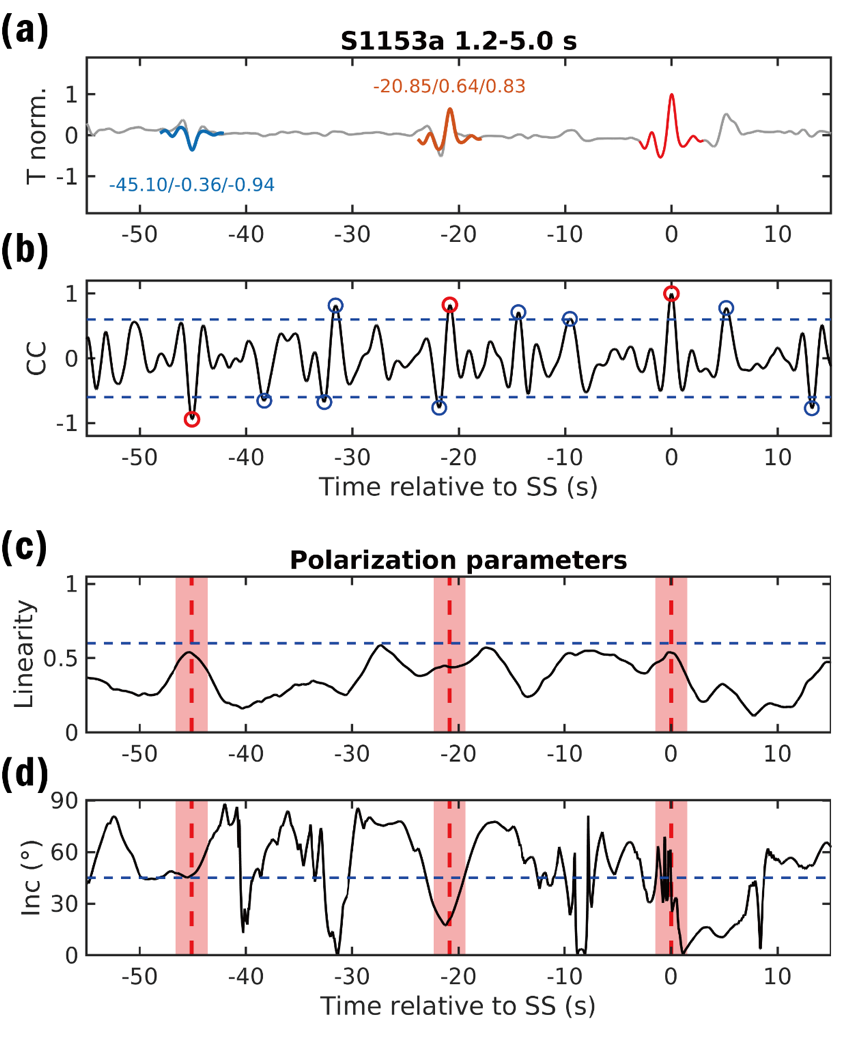 (a)
S1153a 1.2-5.0 s
T norm.
1
0
-1
-20.85/0.64/0.83
-45.10/-0.36/-0.94
-50 -40 -30 -20 -10 0 10
(b)
CC
1
0
-1
-50 -40 -30 -20 -10 0 10
Time relative to SS (s)
(c)
Polarization parameters
Linearity
1
0.5
0
-50 -40 -30 -20 -10 0 10
(d)
Inc (°)
90
60
30
0
-50 -40 -30 -20 -10 0 10
Time relative to SS (s)